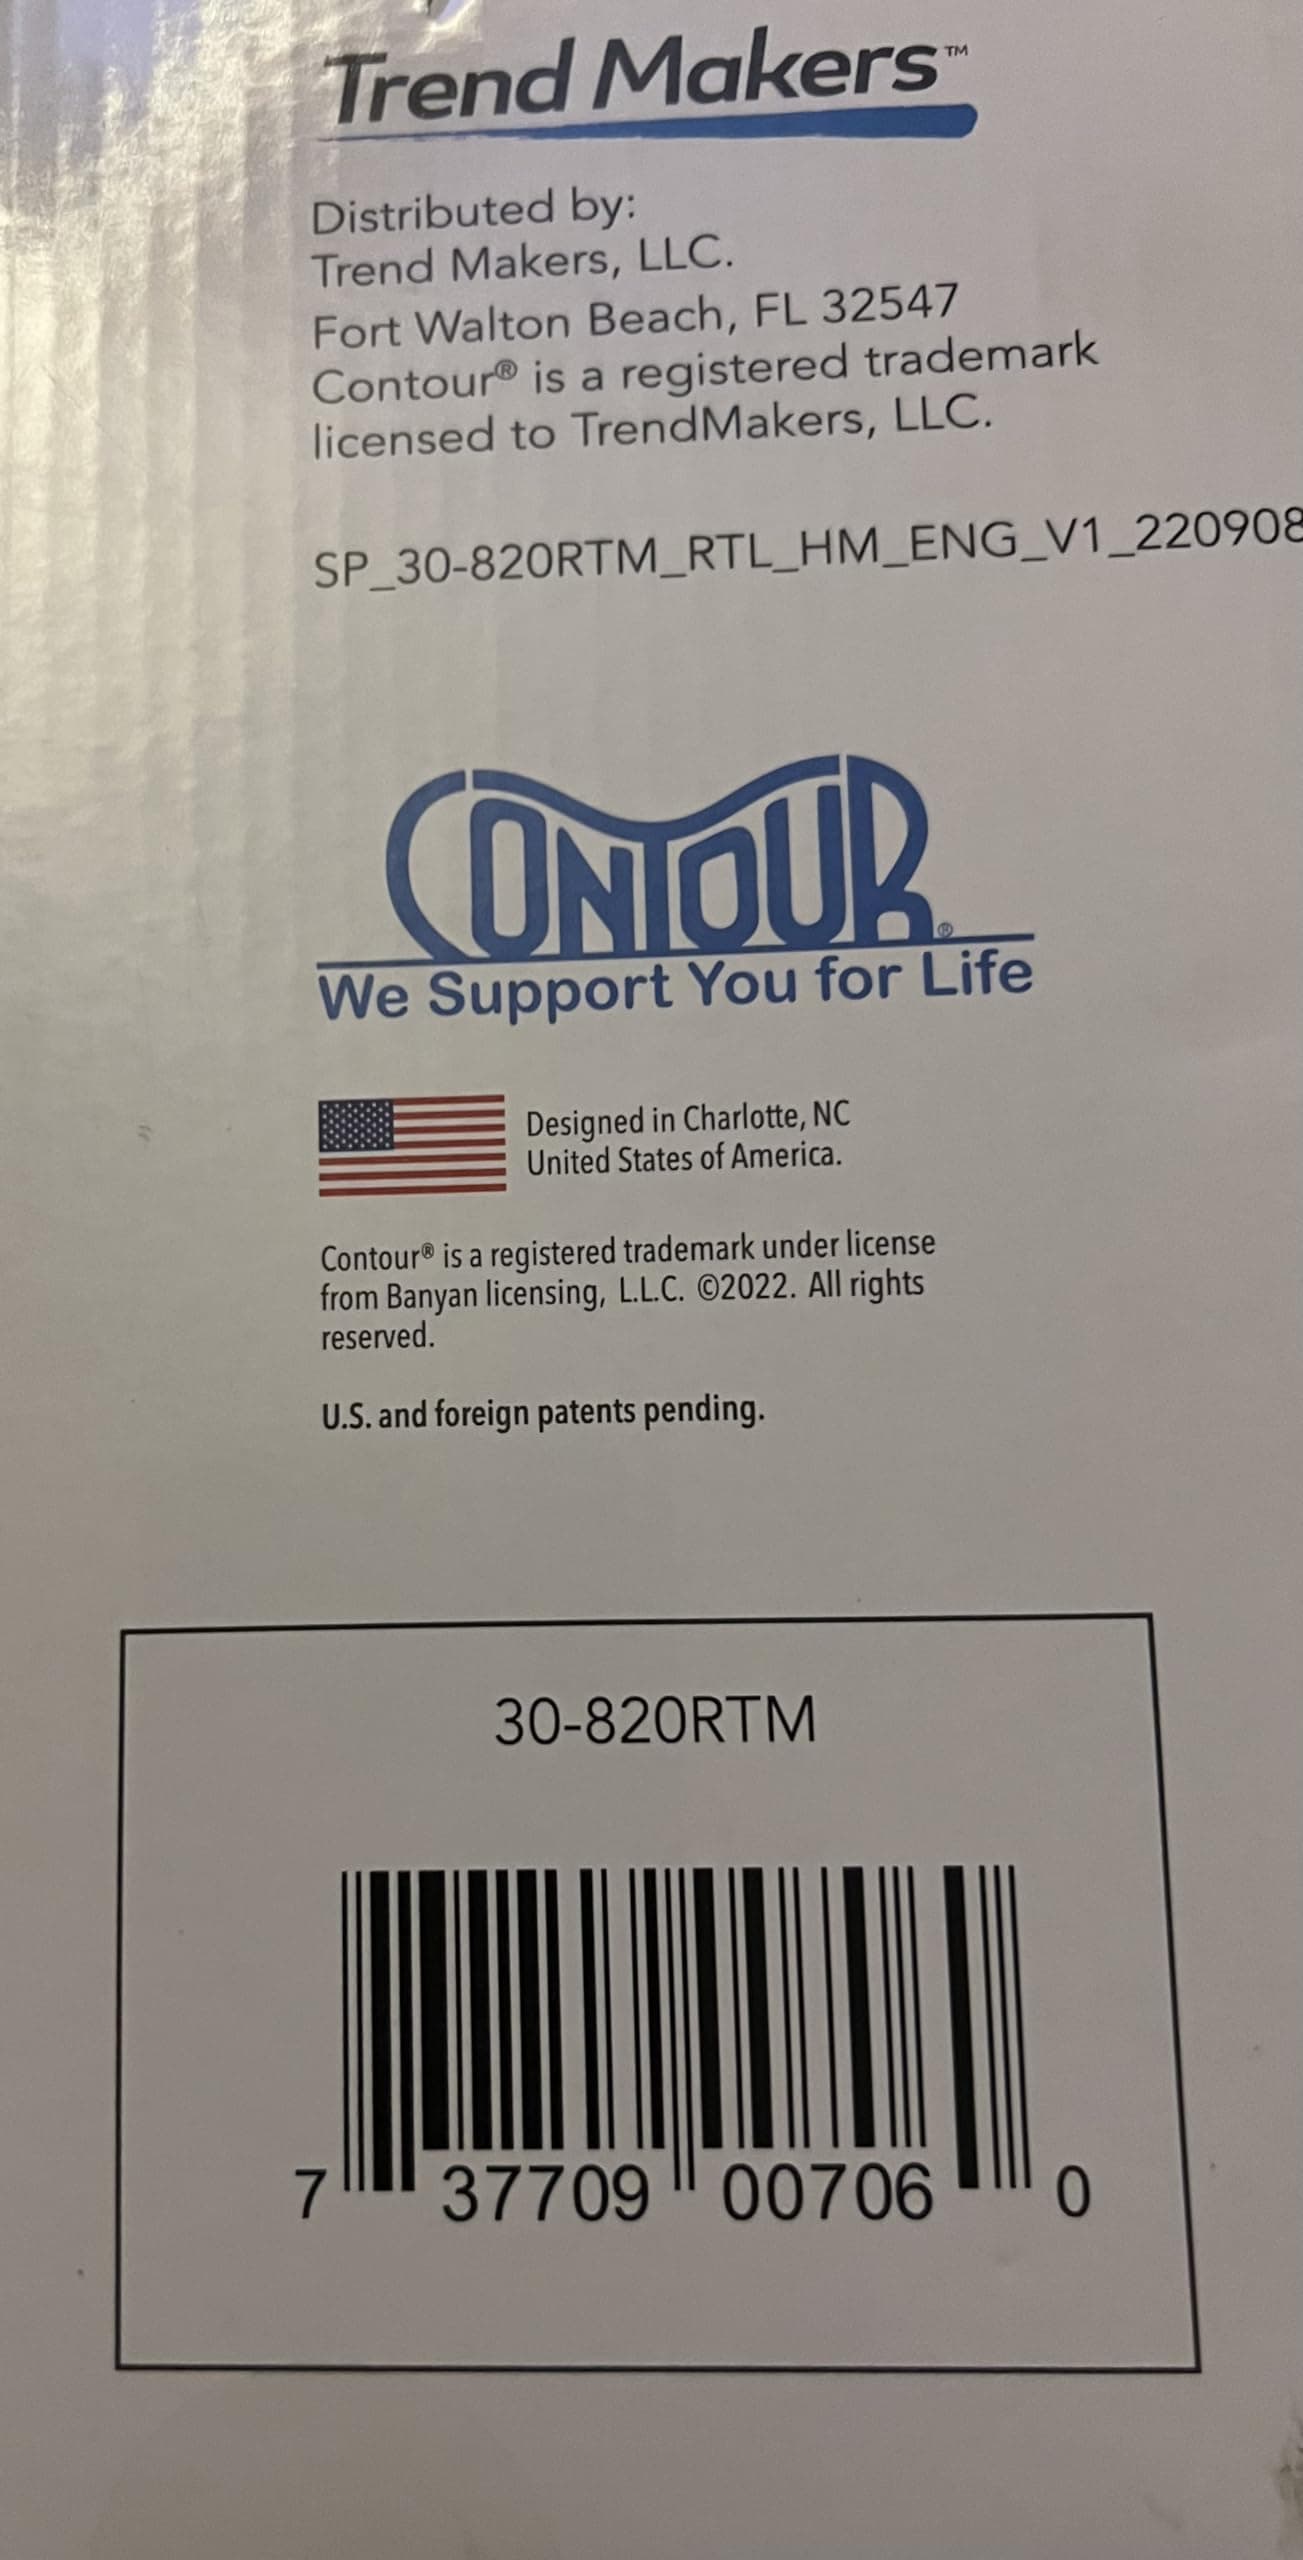 Trend Makers™
Distributed by:
Trend Makers, LLC.
Fort Walton Beach, FL 32547
Contour® is a registered trademark
licensed to TrendMakers, LLC.
SP_30-820RTM_RTL_HM_ENG_V1_220908
CONTOUR®
We Support You for Life
Designed in Charlotte, NC
United States of America.
Contour® is a registered trademark under license
from Banyan licensing, L.L.C. ©2022. All rights
reserved.
U.S. and foreign patents pending.
30-820RTM
7 37709 00706 0